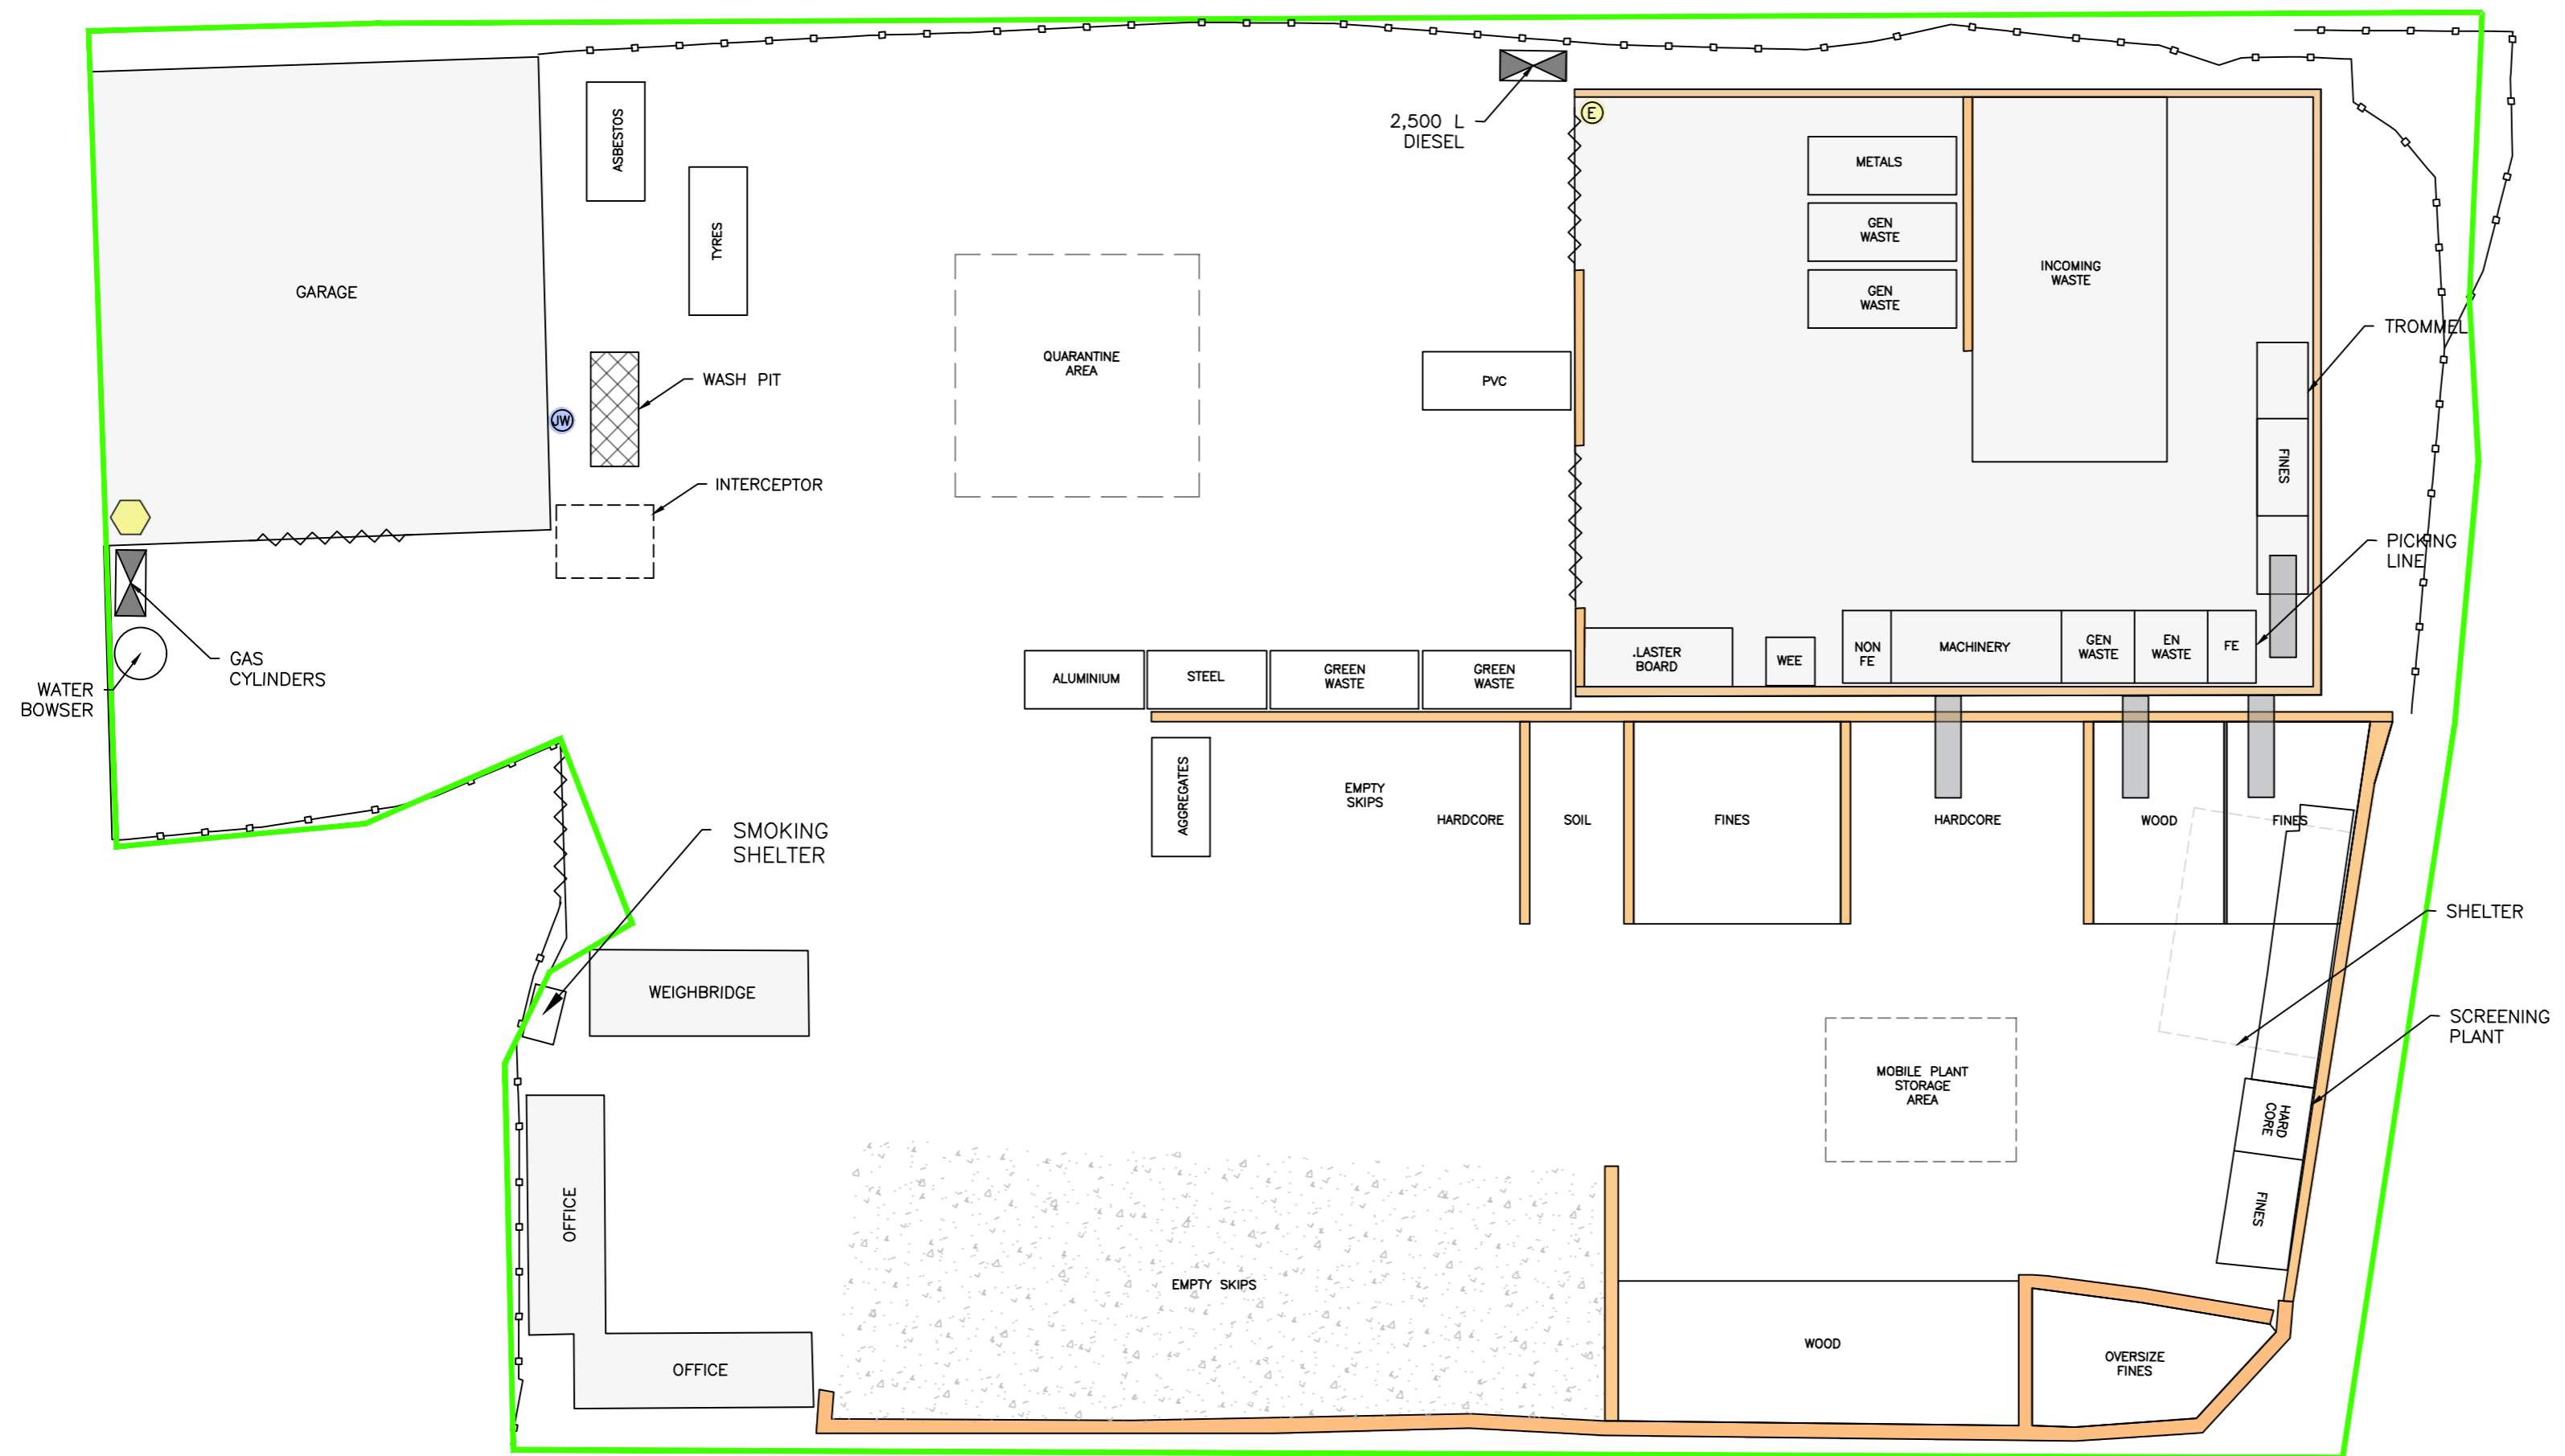 ASBESTOS
TYRES
GARAGE
WASH PIT
JW
INTERCEPTOR
GAS
CYLINDERS
WATER
BOWSER
QUARANTINE
AREA
2,500 L
DIESEL
E
METALS
GEN
WASTE
GEN
WASTE
INCOMING
WASTE
TROMMEL
FINES
PICKING
LINE
PVC
.LASTER
BOARD
WEE
NON
FE
MACHINERY
GEN
WASTE
EN
WASTE
FE
ALUMINIUM
STEEL
GREEN
WASTE
GREEN
WASTE
AGGREGATES
EMPTY
SKIPS
HARDCORE
SOIL
FINES
HARDCORE
WOOD
FINES
SMOKING
SHELTER
WEIGHBRIDGE
SHELTER
SCREENING
PLANT
MOBILE PLANT
STORAGE
AREA
HARD
CORE
FINES
OFFICE
OFFICE
EMPTY SKIPS
WOOD
OVERSIZE
FINES